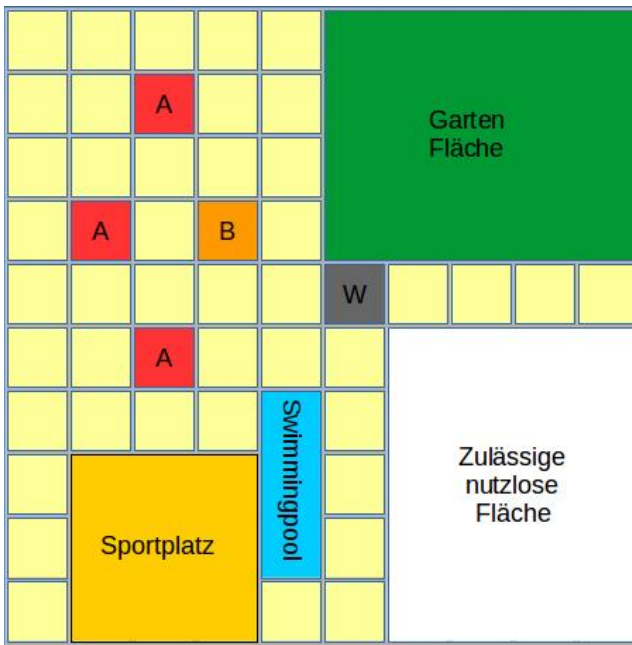 A
Garten
Fläche
A
B
W
A
Swimmingpool
Zulässige
nutzlose
Fläche
Sportplatz